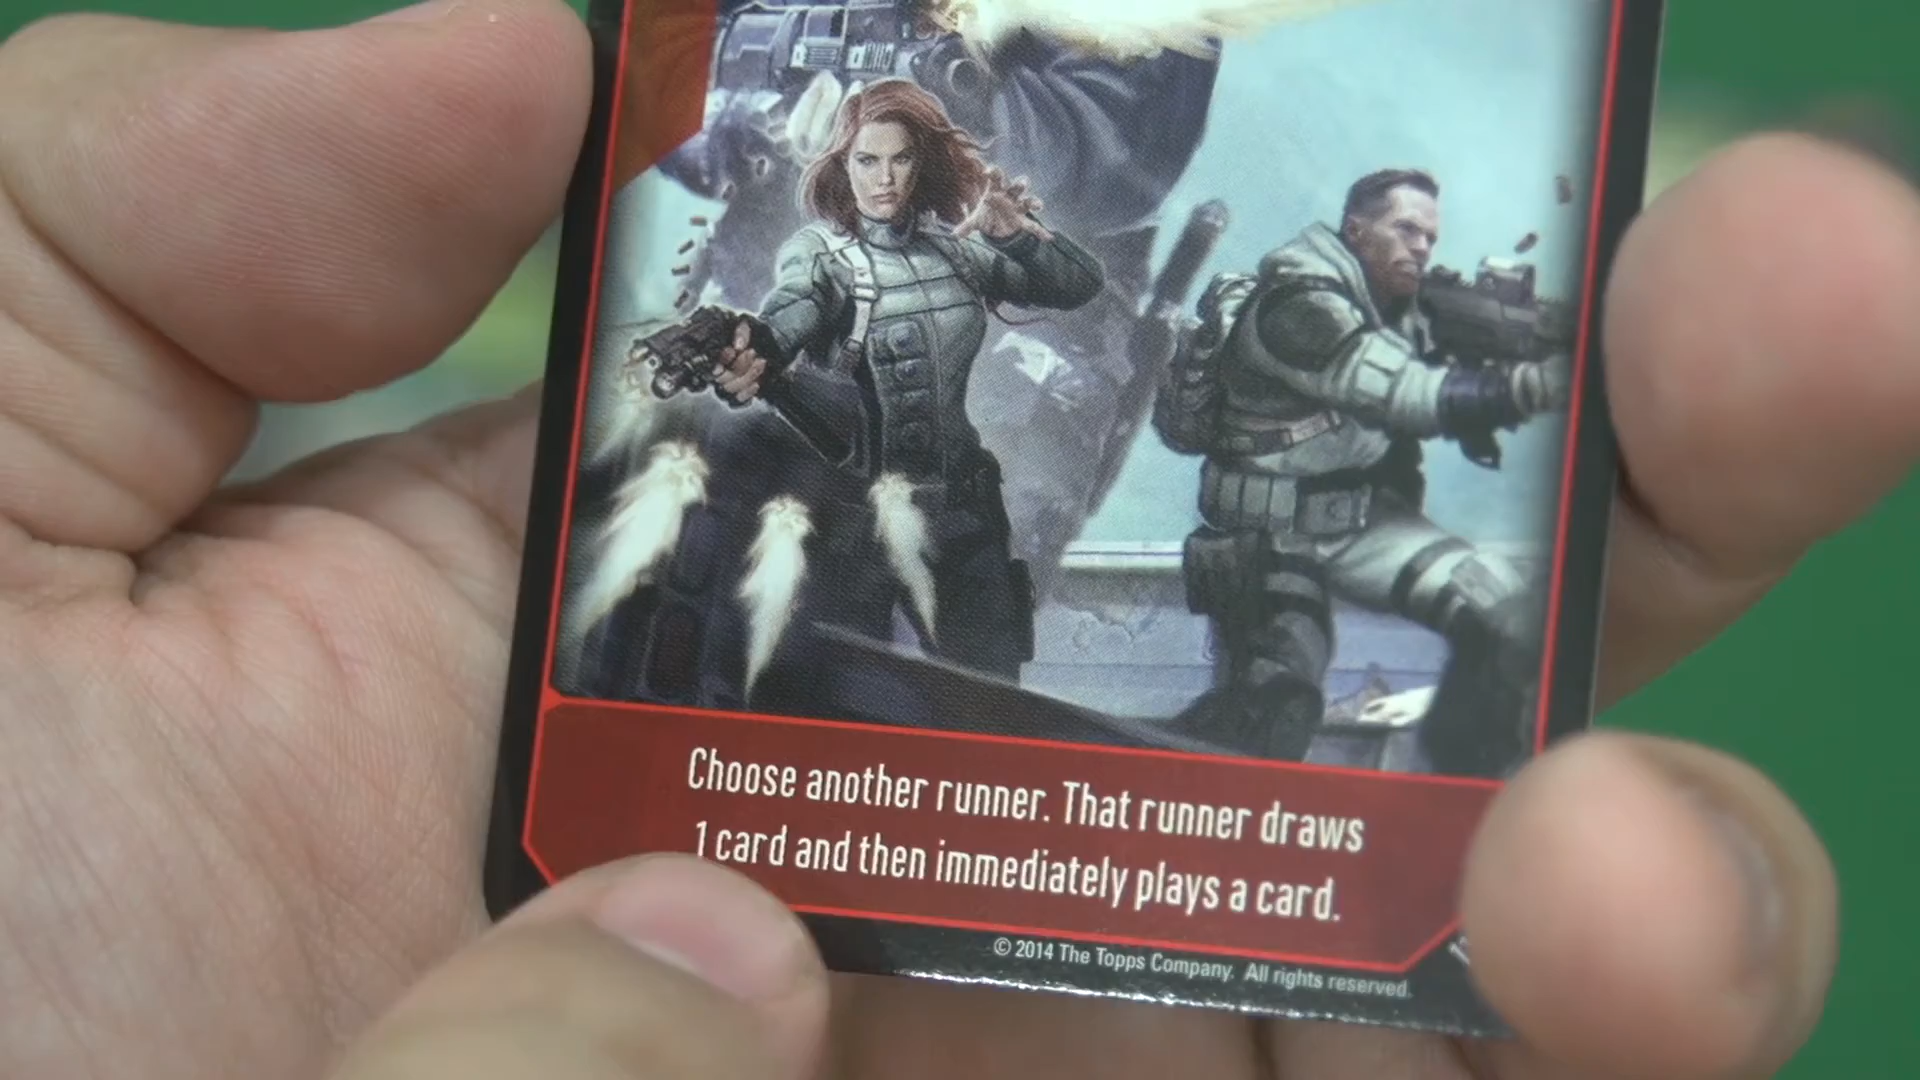 Choose another runner. That runner draws
1 card and then immediately plays a card.
© 2014 The Topps Company. All rights reserved.